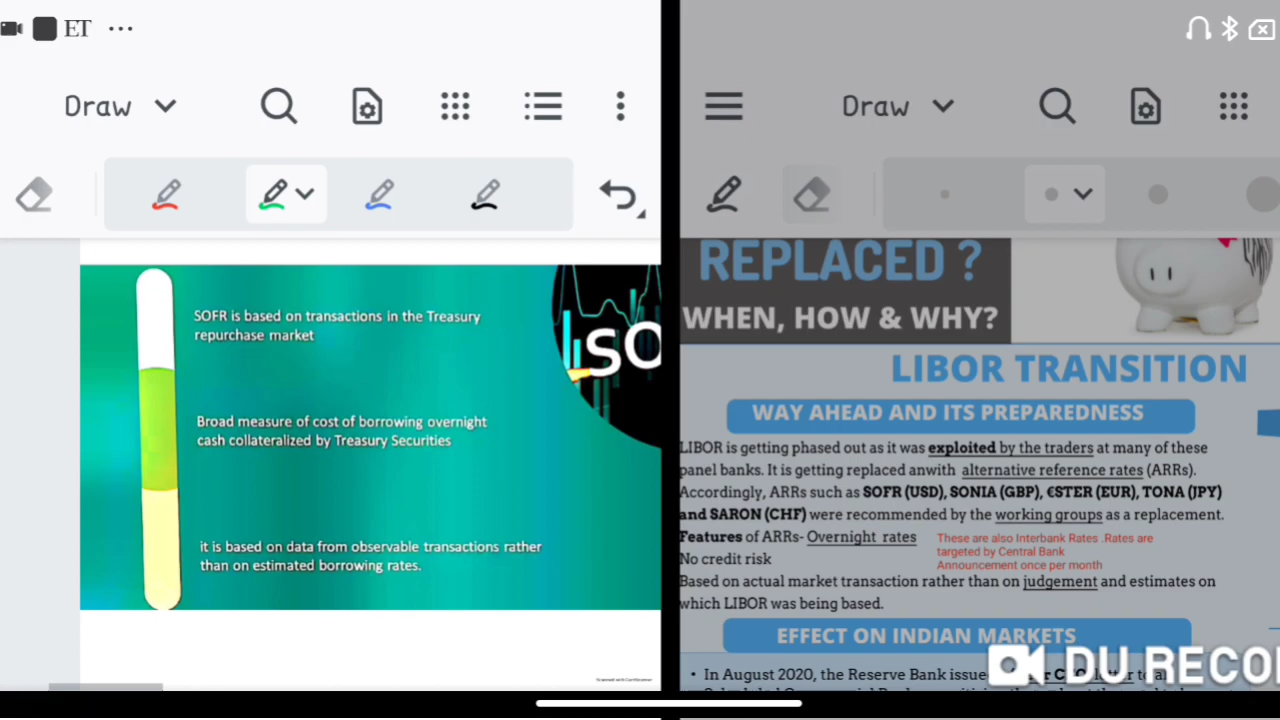 ET ...
Draw
Draw
SOFR is based on transactions in the Treasury
repurchase market
Broad measure of cost of borrowing overnight
cash collateralized by Treasury Securities
it is based on data from observable transactions rather
than on estimated borrowing rates.
SO
REPLACED ?
WHEN, HOW & WHY?
LIBOR TRANSITION
WAY AHEAD AND ITS PREPAREDNESS
LIBOR is getting phased out as it was exploited by the traders at many of these
panel banks. It is getting replaced anwith alternative reference rates (ARRs).
Accordingly, ARRs such as SOFR (USD), SONIA (GBP), €STER (EUR), TONA (JPY)
and SARON (CHF) were recommended by the working groups as a replacement.
Features of ARRs- Overnight rates
These are also Interbank Rates .Rates are
targeted by Central Bank
Announcement once per month
No credit risk
Based on actual market transaction rather than on judgement and estimates on
which LIBOR was being based.
EFFECT ON INDIAN MARKETS
• In August 2020, the Reserve Bank issue
DU RECO